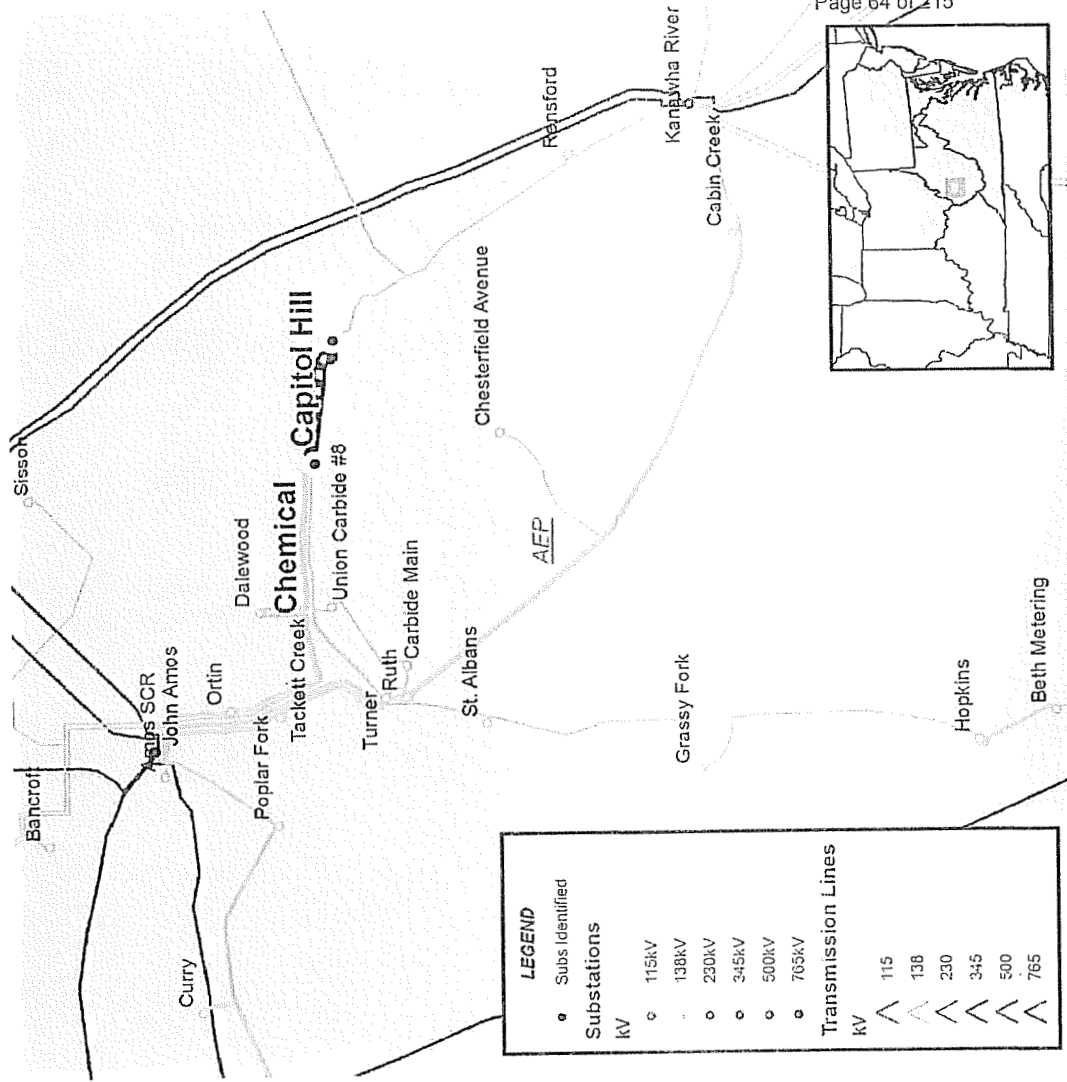 Page 64 of 215
Sisson
Rensford
Kanawha River
Cabin Creek
Capitol Hill
Chemical
Chesterfield Avenue
Dalewood
Union Carbide #8
AEP
Tackett Creek
Carbide Main
Ruth
Turner
St. Albans
Ortin
Amos SCR
John Amos
Bancroft
Poplar Fork
Grassy Fork
Hopkins
Beth Metering
Curry
LEGEND
Subs Identified
Substations
kV
115kV
138kV
230kV
345kV
500kV
765kV
Transmission Lines
kV
115
138
230
345
500
765